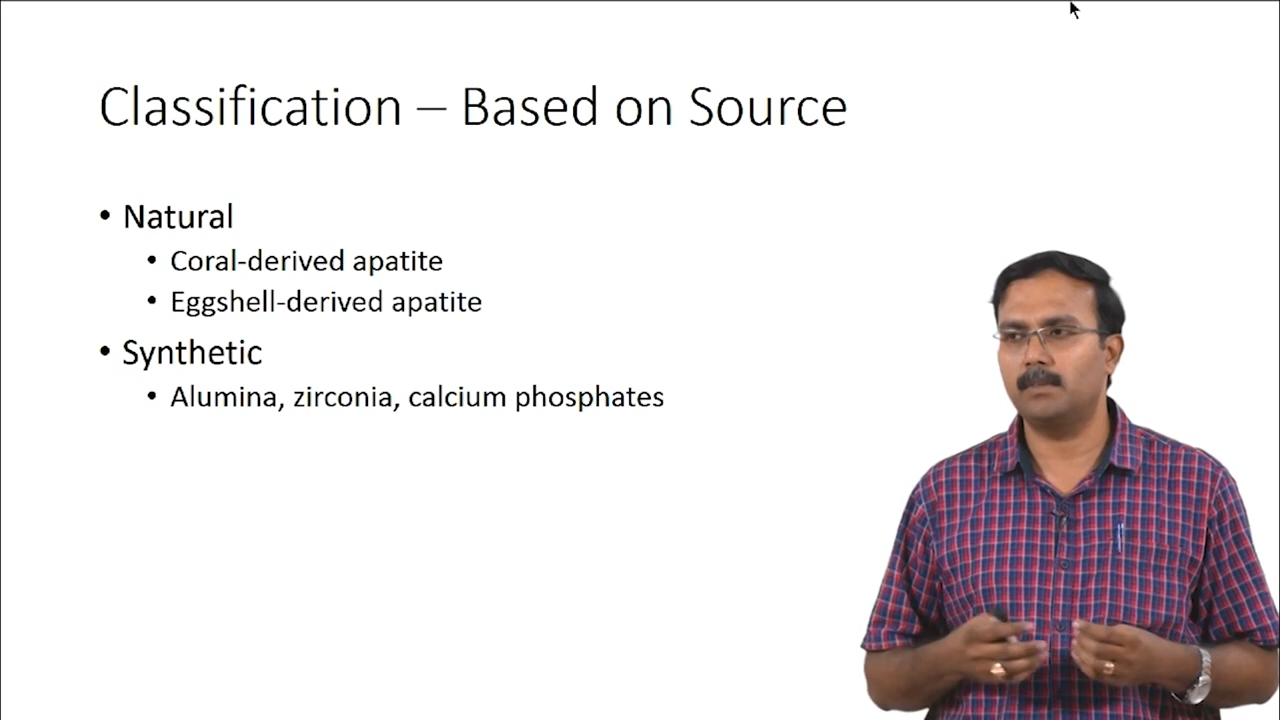 Classification – Based on Source
• Natural
• Coral-derived apatite
• Eggshell-derived apatite
• Synthetic
• Alumina, zirconia, calcium phosphates